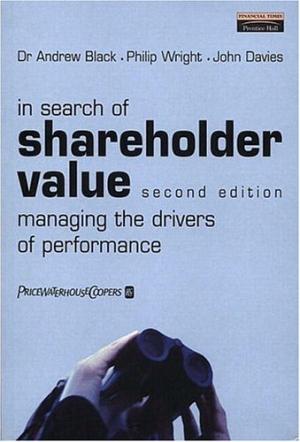 FINANCIAL TIMES
Prentice Hall
Dr Andrew Black • Philip Wright • John Davies
in search of
shareholder
value second edition
managing the drivers
of performance
PRICEWATERHOUSECOOPERS